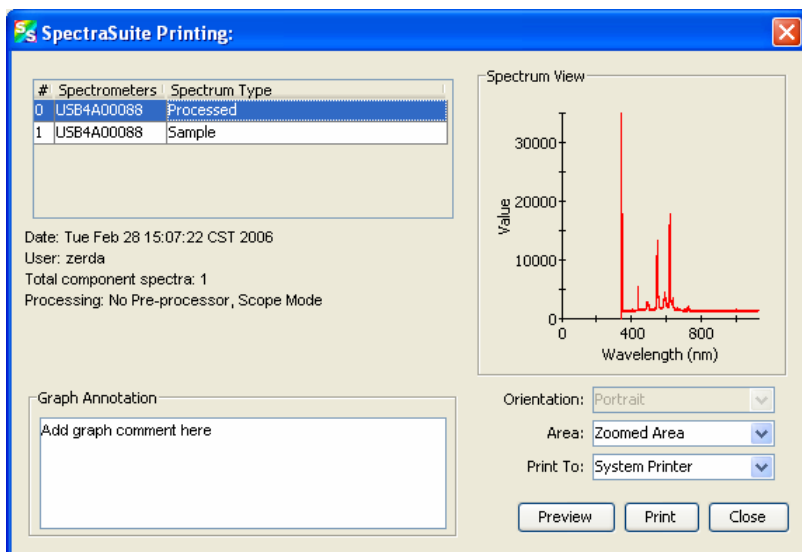 SpectraSuite Printing:
# Spectrometers Spectrum Type
0 USB4A00088 Processed
1 USB4A00088 Sample
Date: Tue Feb 28 15:07:22 CST 2006
User: zerda
Total component spectra: 1
Processing: No Pre-processor, Scope Mode
Graph Annotation
Add graph comment here
Spectrum View
30000
20000
10000
0
Value
0 400 800
Wavelength (nm)
Orientation: Portrait
Area: Zoomed Area
Print To: System Printer
Preview Print Close